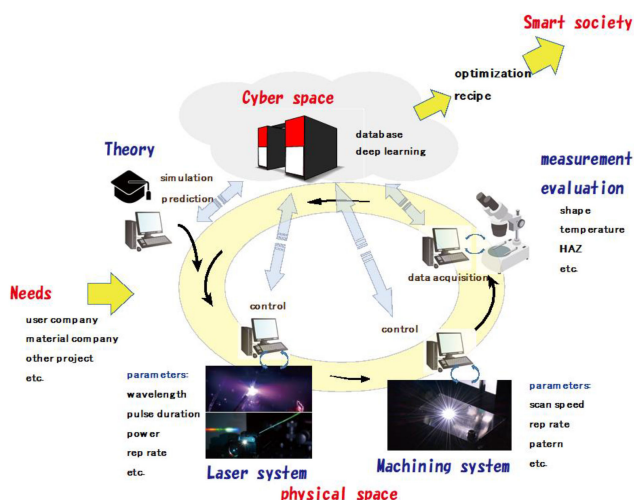 Smart society
optimization
recipe
Cyber space
database
deep learning
Theory
simulation
prediction
measurement
evaluation
shape
temperature
HAZ
etc.
data acquisition
Needs
user company
material company
other project
etc.
control
control
parameters:
wavelength
pulse duration
power
rep rate
etc.
Laser system
parameters:
scan speed
rep rate
patern
etc.
Machining system
physical space